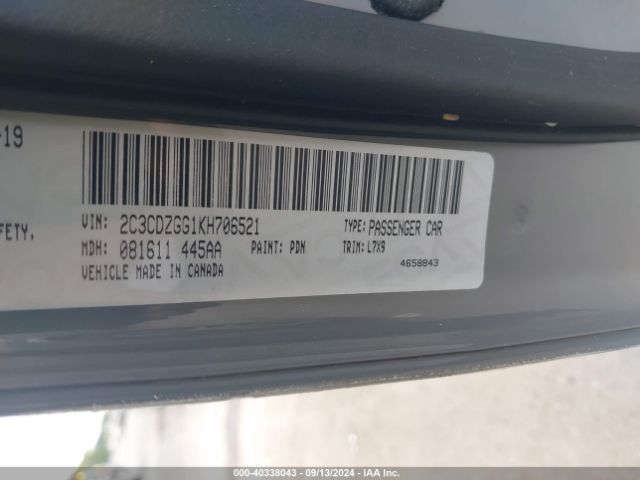 -19
FETY,
VIN: 2C3CDZGG1KH706521 TYPE: PASSENGER CAR
MDH: 081611 445AA PAINT: PDN TRIM: L7X9
VEHICLE MADE IN CANADA 4658843
000-40338043 / 09/13/2024 / IAA Inc.